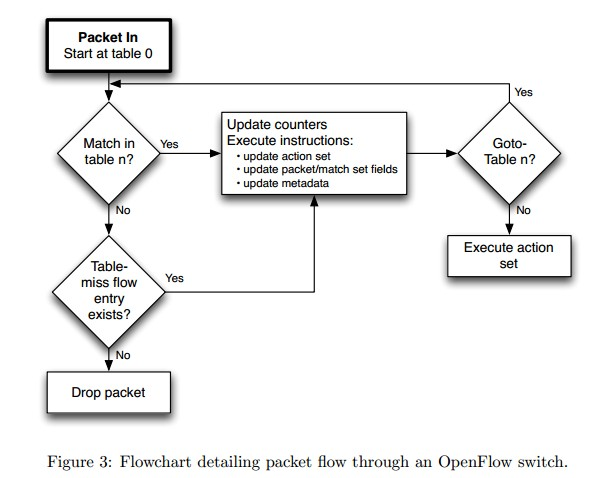 Packet In
Start at table 0
Yes
Match in
table n?
Yes
Update counters
Execute instructions:
• update action set
• update packet/match set fields
• update metadata
Goto-
Table n?
No
No
Execute action
set
Table-
miss flow
entry
exists?
Yes
No
Drop packet
Figure 3: Flowchart detailing packet flow through an OpenFlow switch.